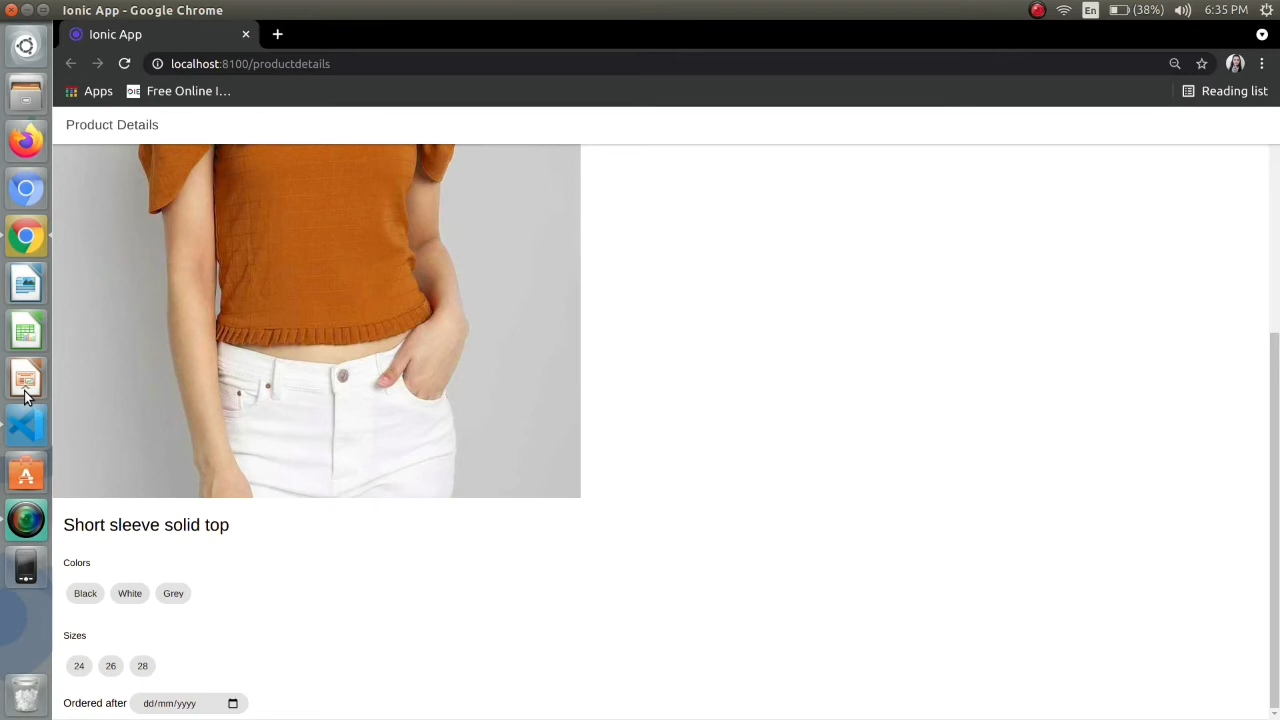 Ionic App - Google Chrome
En
(38%)
6:35 PM
Ionic App
localhost:8100/productdetails
Apps
Free Online I...
Reading list
Product Details
Short sleeve solid top
Colors
Black
White
Grey
Sizes
24
26
28
Ordered after
dd/mm/yyyy